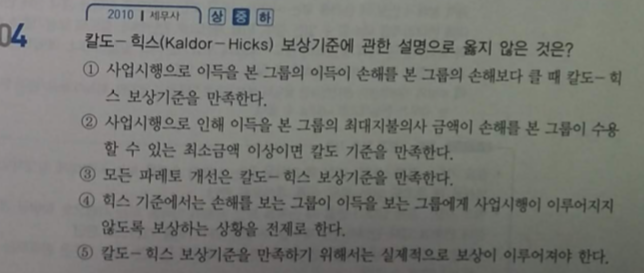 2010 | 세무사 상 중 하
04 칼도-힉스(Kaldor-Hicks) 보상기준에 관한 설명으로 옳지 않은 것은?
① 사업시행으로 이득을 본 그룹의 이득이 손해를 본 그룹의 손해보다 클 때 칼도-힉
스 보상기준을 만족한다.
② 사업시행으로 인해 이득을 본 그룹의 최대지불의사 금액이 손해를 본 그룹이 수용
할 수 있는 최소금액 이상이면 칼도 기준을 만족한다.
③ 모든 파레토 개선은 칼도-힉스 보상기준을 만족한다.
④ 힉스 기준에서는 손해를 보는 그룹이 이득을 보는 그룹에게 사업시행이 이루어지지
않도록 보상하는 상황을 전제로 한다.
⑤ 칼도-힉스 보상기준을 만족하기 위해서는 실제적으로 보상이 이루어져야 한다.